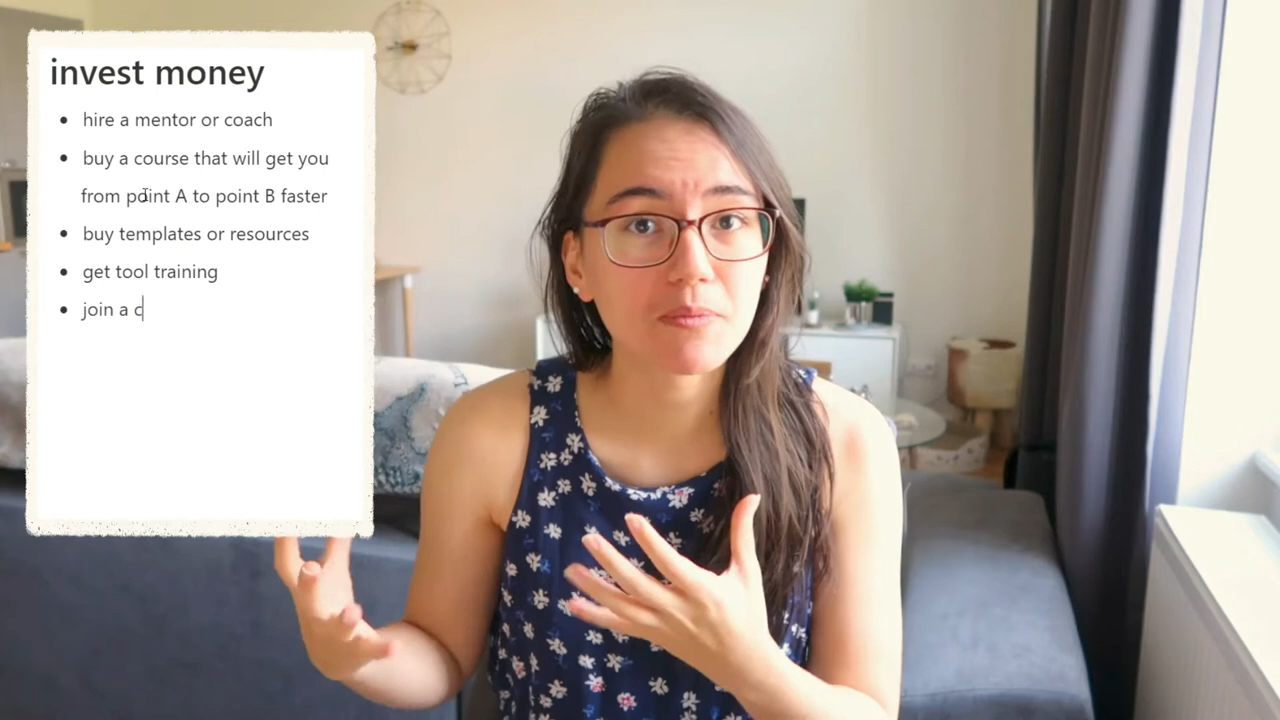 invest money
• hire a mentor or coach
• buy a course that will get you
from point A to point B faster
• buy templates or resources
• get tool training
• join a c